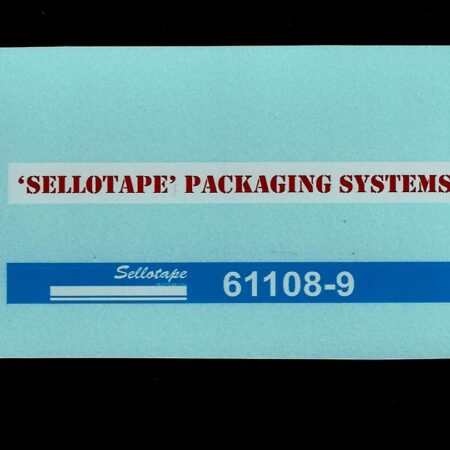 ‘SELLOTAPE’ PACKAGING SYSTEMS
Sellotape
61108-9